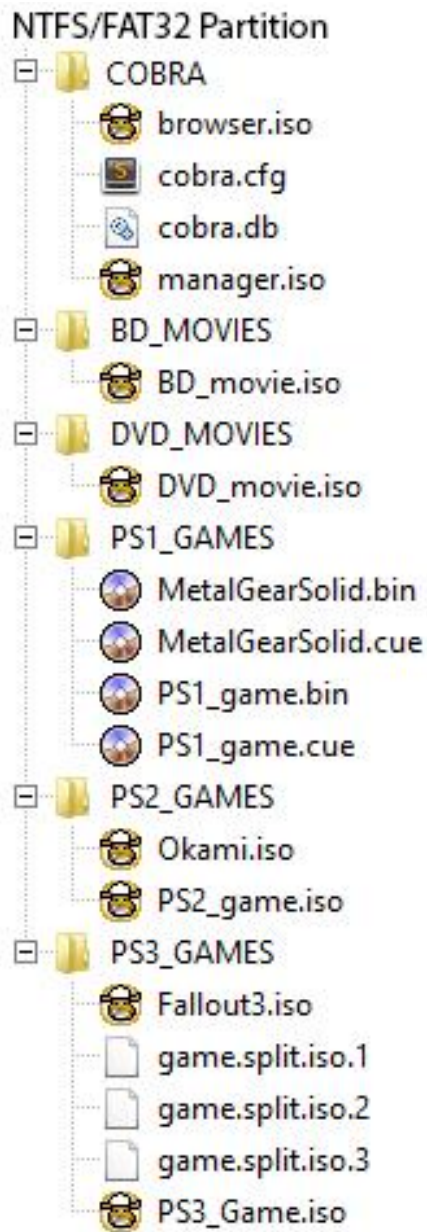 NTFS/FAT32 Partition
COBRA
browser.iso
cobra.cfg
cobra.db
manager.iso
BD_MOVIES
BD_movie.iso
DVD_MOVIES
DVD_movie.iso
PS1_GAMES
MetalGearSolid.bin
MetalGearSolid.cue
PS1_game.bin
PS1_game.cue
PS2_GAMES
Okami.iso
PS2_game.iso
PS3_GAMES
Fallout3.iso
game.split.iso.1
game.split.iso.2
game.split.iso.3
PS3_Game.iso